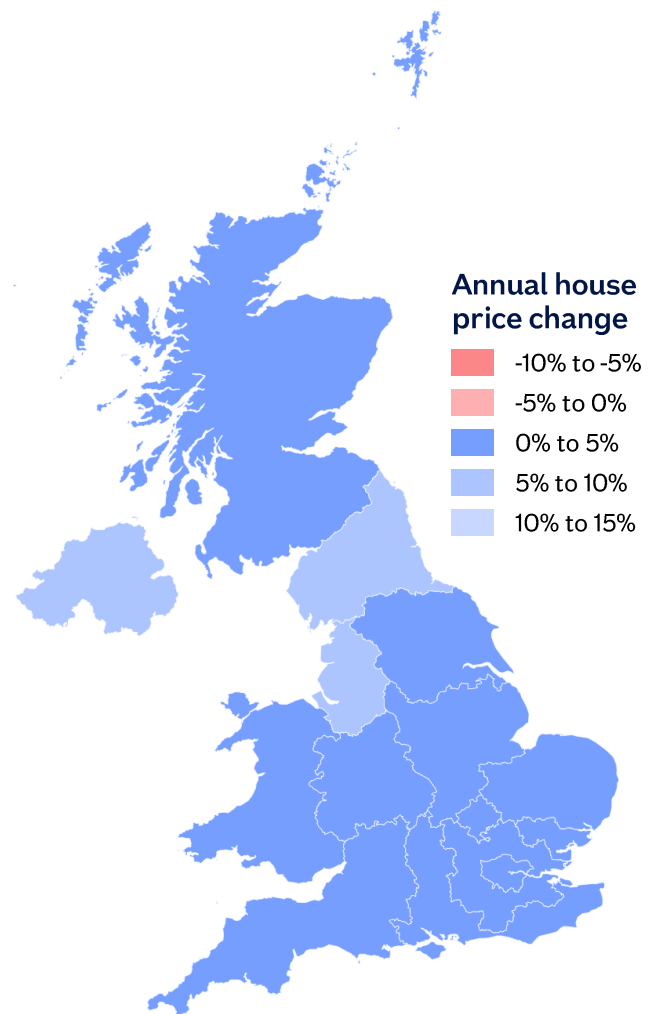 Annual house
price change
-10% to -5%
-5% to 0%
0% to 5%
5% to 10%
10% to 15%